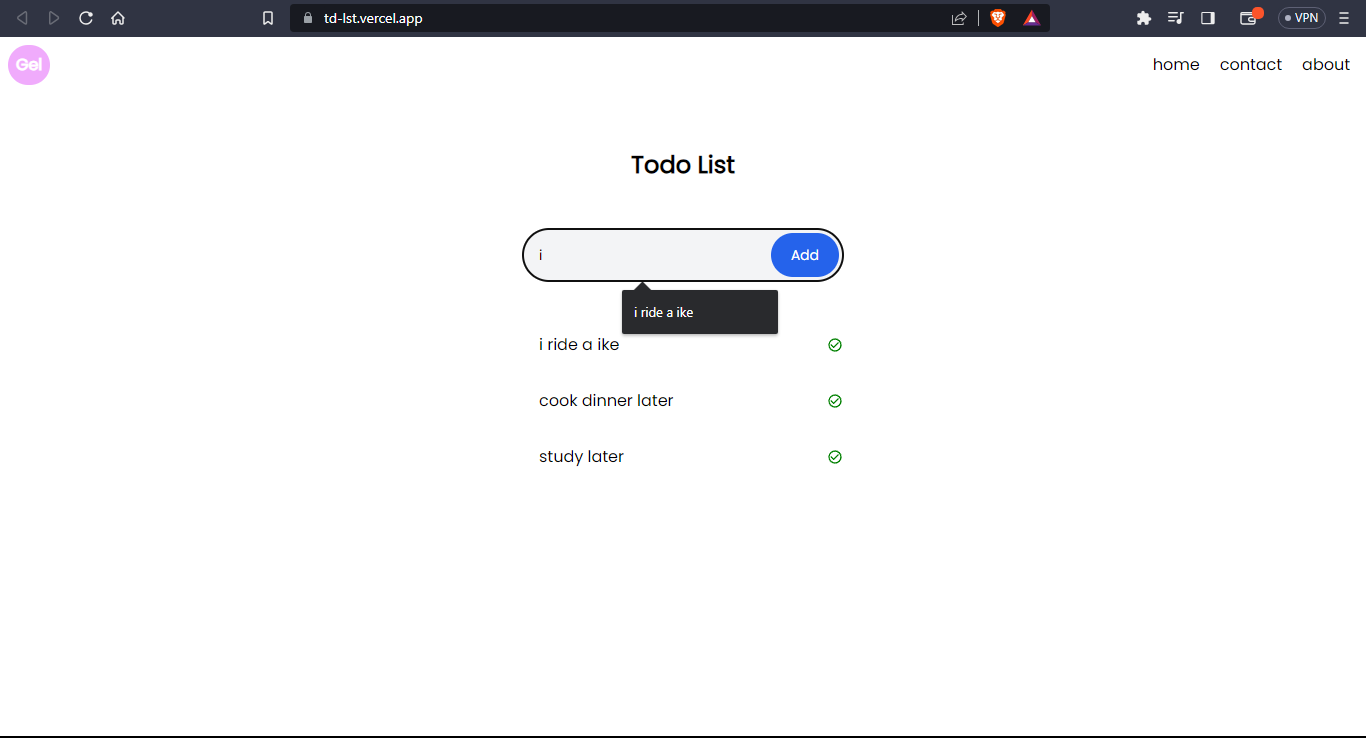 td-lst.vercel.app
VPN
Gel
home contact about
Todo List
i
Add
i ride a ike
i ride a ike
cook dinner later
study later